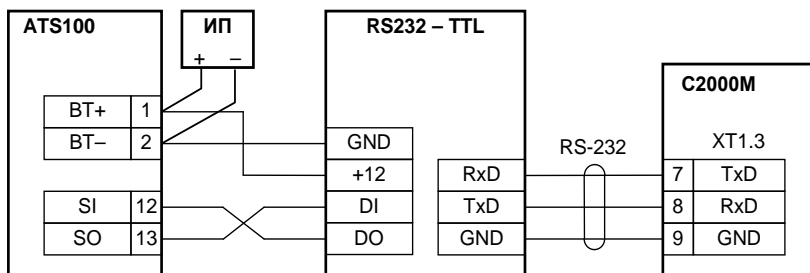 ATS100
ИП
+ –
RS232 – TTL
C2000M
BT+ 1
BT– 2
SI 12
SO 13
GND
+12
DI
DO
RxD
TxD
GND
RS-232
XT1.3
7 TxD
8 RxD
9 GND